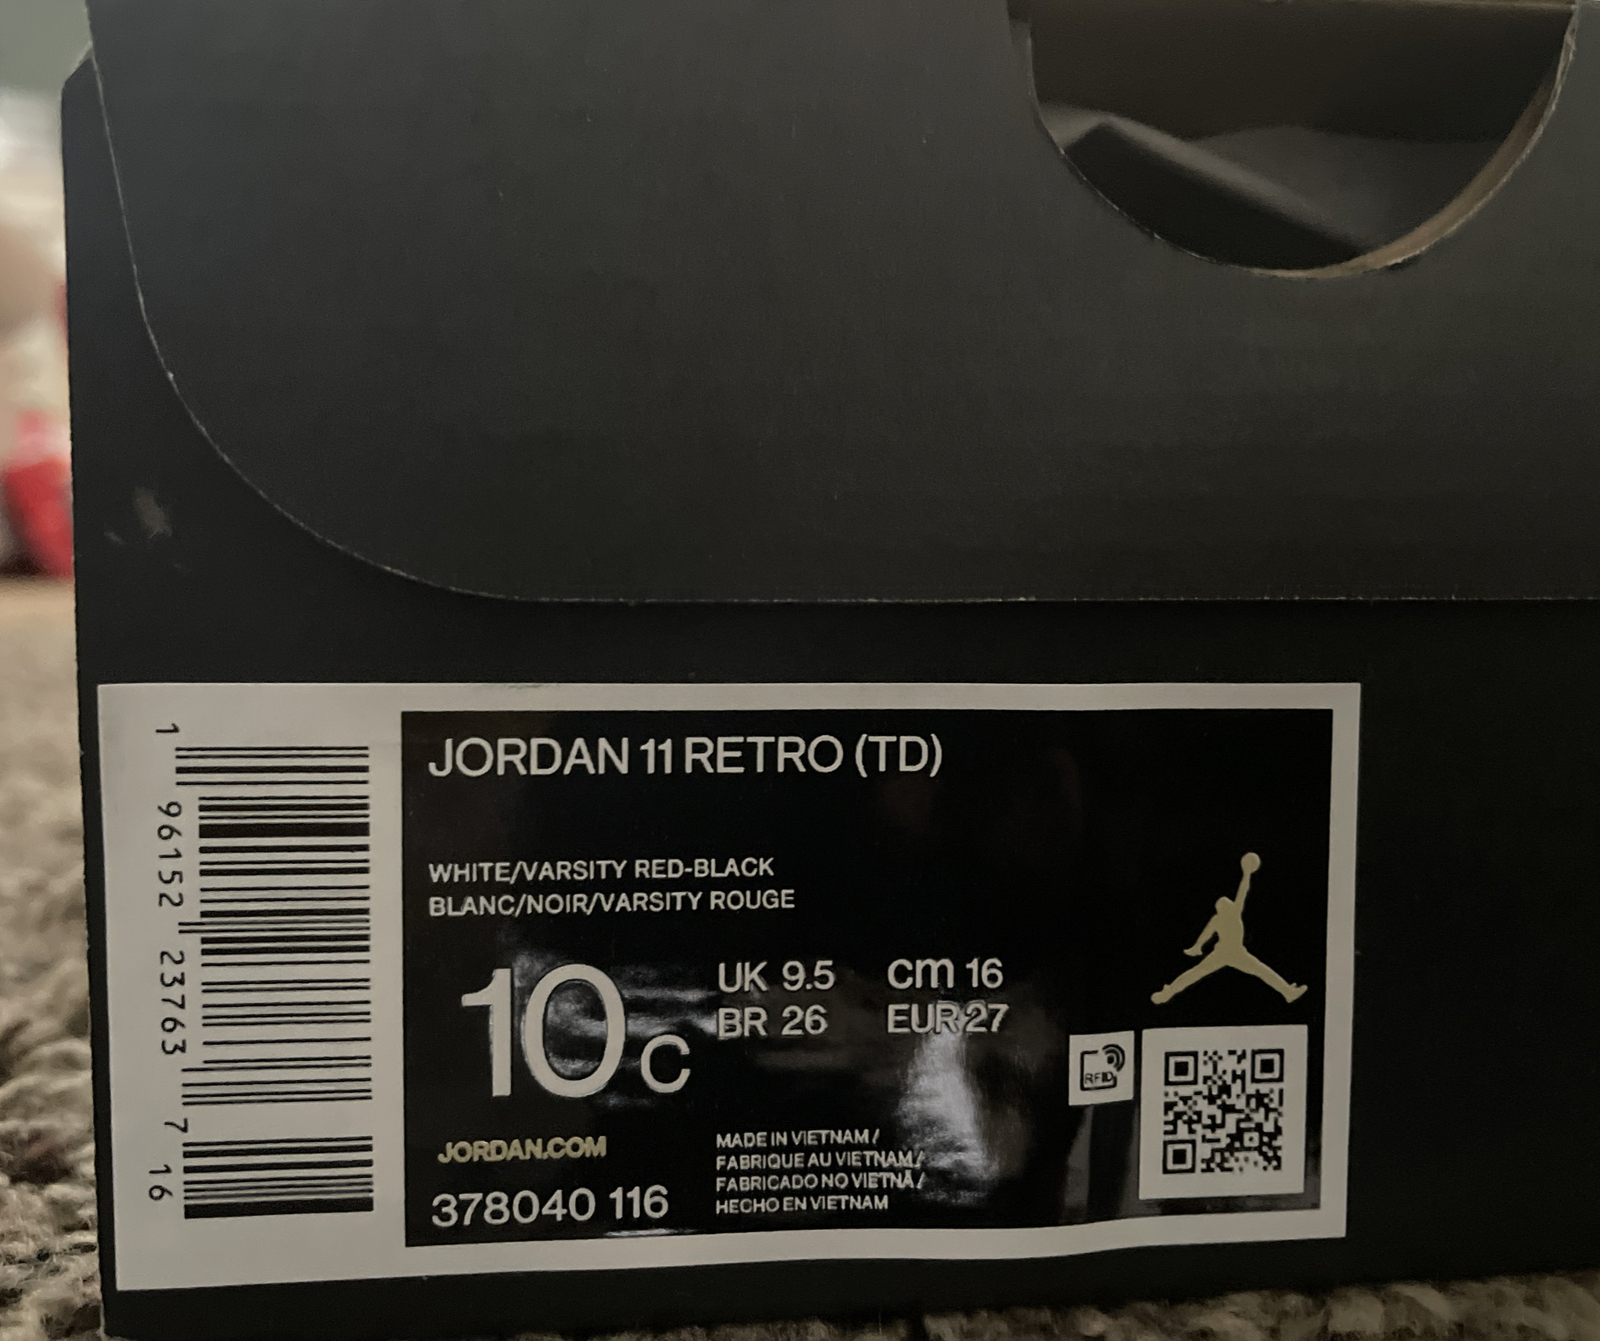 1 96152 23763 7 16
JORDAN 11 RETRO (TD)
WHITE/VARSITY RED-BLACK
BLANC/NOIR/VARSITY ROUGE
10 C
UK 9.5 cm 16
BR 26 EUR 27
RFID
JORDAN.COM
378040 116
MADE IN VIETNAM /
FABRIQUE AU VIETNAM /
FABRICADO NO VIETNÃ /
HECHO EN VIETNAM